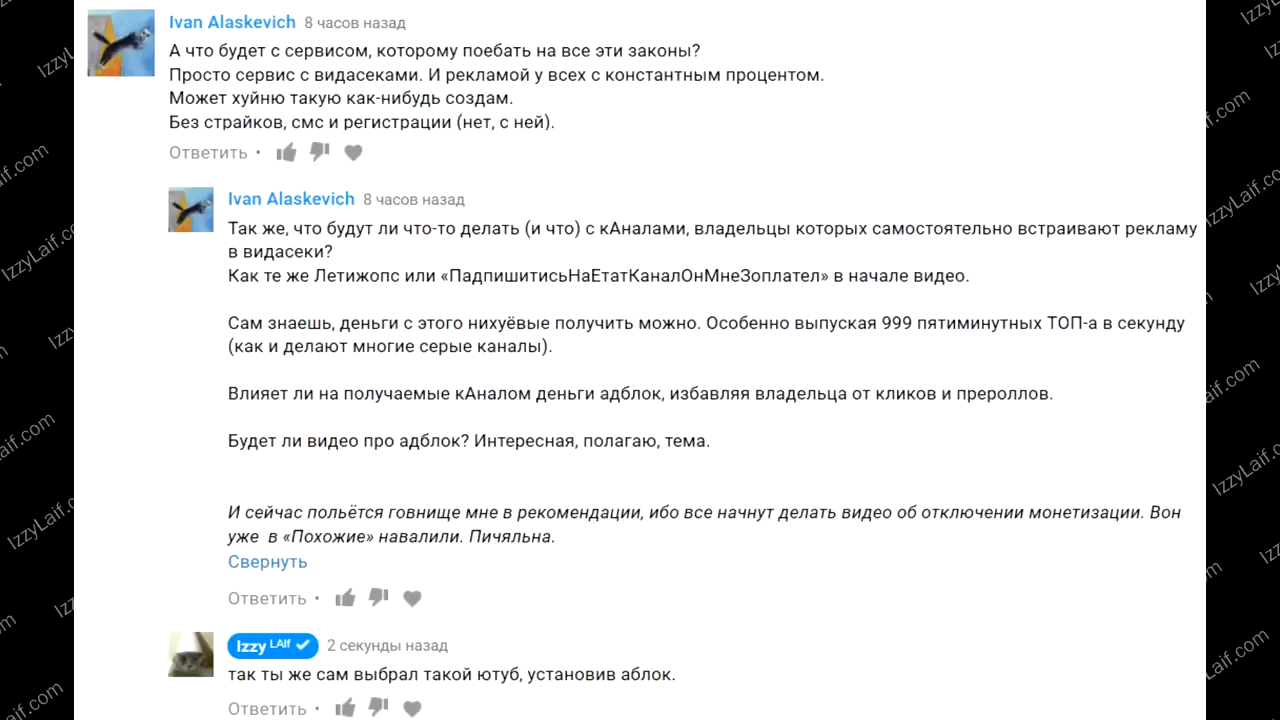 Ivan Alaskevich 8 часов назад
А что будет с сервисом, которому поебать на все эти законы?
Просто сервис с видасеками. И рекламой у всех с константным процентом.
Может хуйню такую как-нибудь создам.
Без страйков, смс и регистрации (нет, с ней).
Ответить •
Ivan Alaskevich 8 часов назад
Так же, что будут ли что-то делать (и что) с кАналами, владельцы которых самостоятельно встраивают рекламу
в видасеки?
Как те же Летижопс или «ПадпишитисьНаЕтатКаналОнМнеЗоплател» в начале видео.
Сам знаешь, деньги с этого нихуёвые получить можно. Особенно выпуская 999 пятиминутных ТОП-а в секунду
(как и делают многие серые каналы).
Влияет ли на получаемые кАналом деньги адблок, избавляя владельца от кликов и прероллов.
Будет ли видео про адблок? Интересная, полагаю, тема.
И сейчас польётся говнище мне в рекомендации, ибо все начнут делать видео об отключении монетизации. Вон
уже в «Похожие» навалили. Пичяльна.
Свернуть
Ответить •
Izzy LAIf 2 секунды назад
так ты же сам выбрал такой ютуб, установив аблок.
Ответить •
IzzyLaif.com